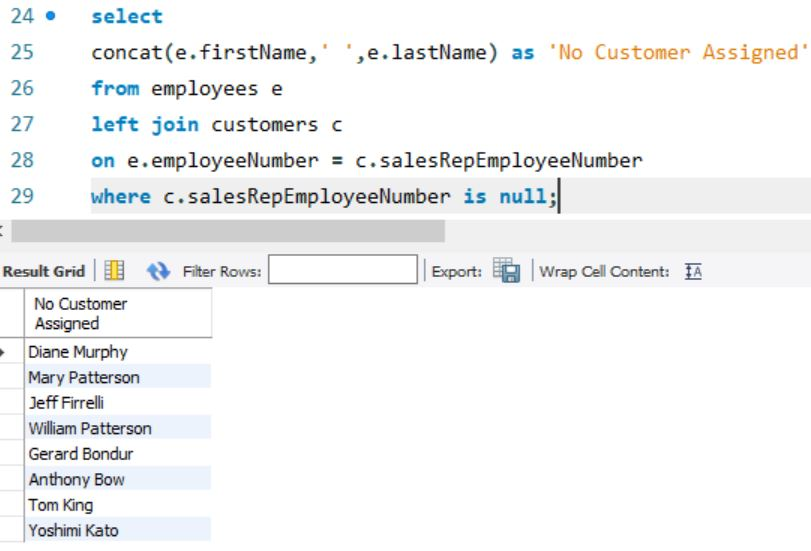 24 select
25 concat(e.firstName,' ',e.lastName) as 'No Customer Assigned'
26 from employees e
27 left join customers c
28 on e.employeeNumber = c.salesRepEmployeeNumber
29 where c.salesRepEmployeeNumber is null;
Result Grid Filter Rows: Export: Wrap Cell Content: IA
No Customer
Assigned
Diane Murphy
Mary Patterson
Jeff Firrelli
William Patterson
Gerard Bondur
Anthony Bow
Tom King
Yoshimi Kato